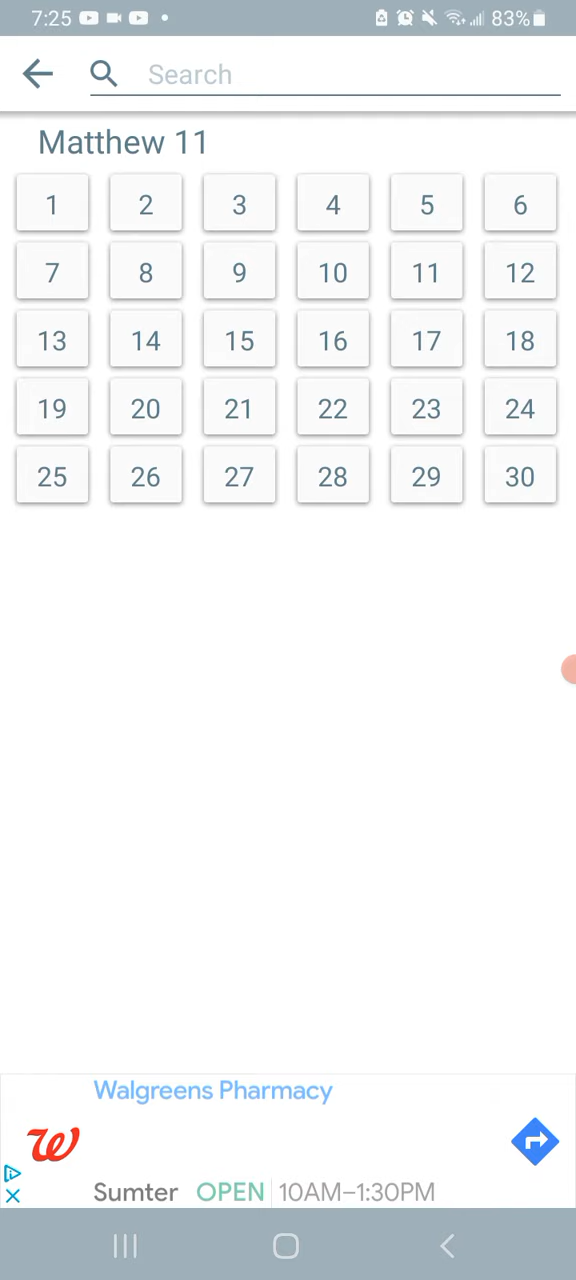 7:25 83%
Search
Matthew 11
1 2 3 4 5 6
7 8 9 10 11 12
13 14 15 16 17 18
19 20 21 22 23 24
25 26 27 28 29 30
Walgreens Pharmacy
W
Sumter OPEN 10AM–1:30PM